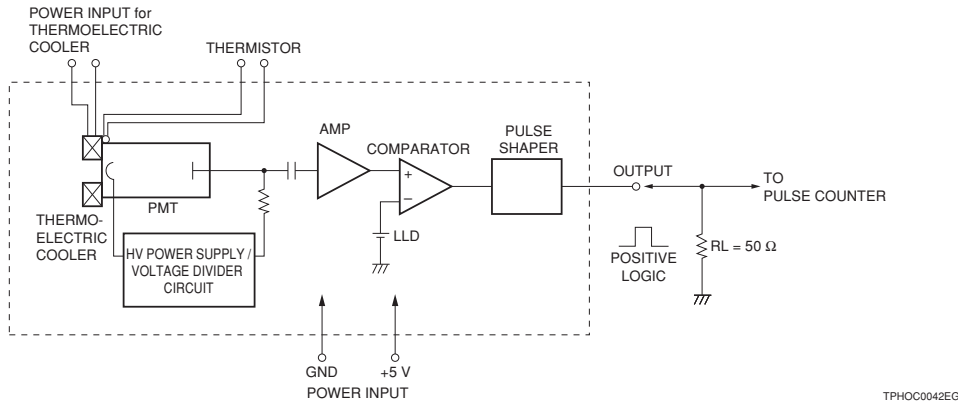 POWER INPUT for
THERMOELECTRIC
COOLER
THERMISTOR
AMP
COMPARATOR
PULSE
SHAPER
OUTPUT
TO
PULSE COUNTER
+
−
PMT
THERMO-
ELECTRIC
COOLER
LLD
HV POWER SUPPLY /
VOLTAGE DIVIDER
CIRCUIT
POSITIVE
LOGIC
RL = 50 Ω
GND
+5 V
POWER INPUT
TPHOC0042EG